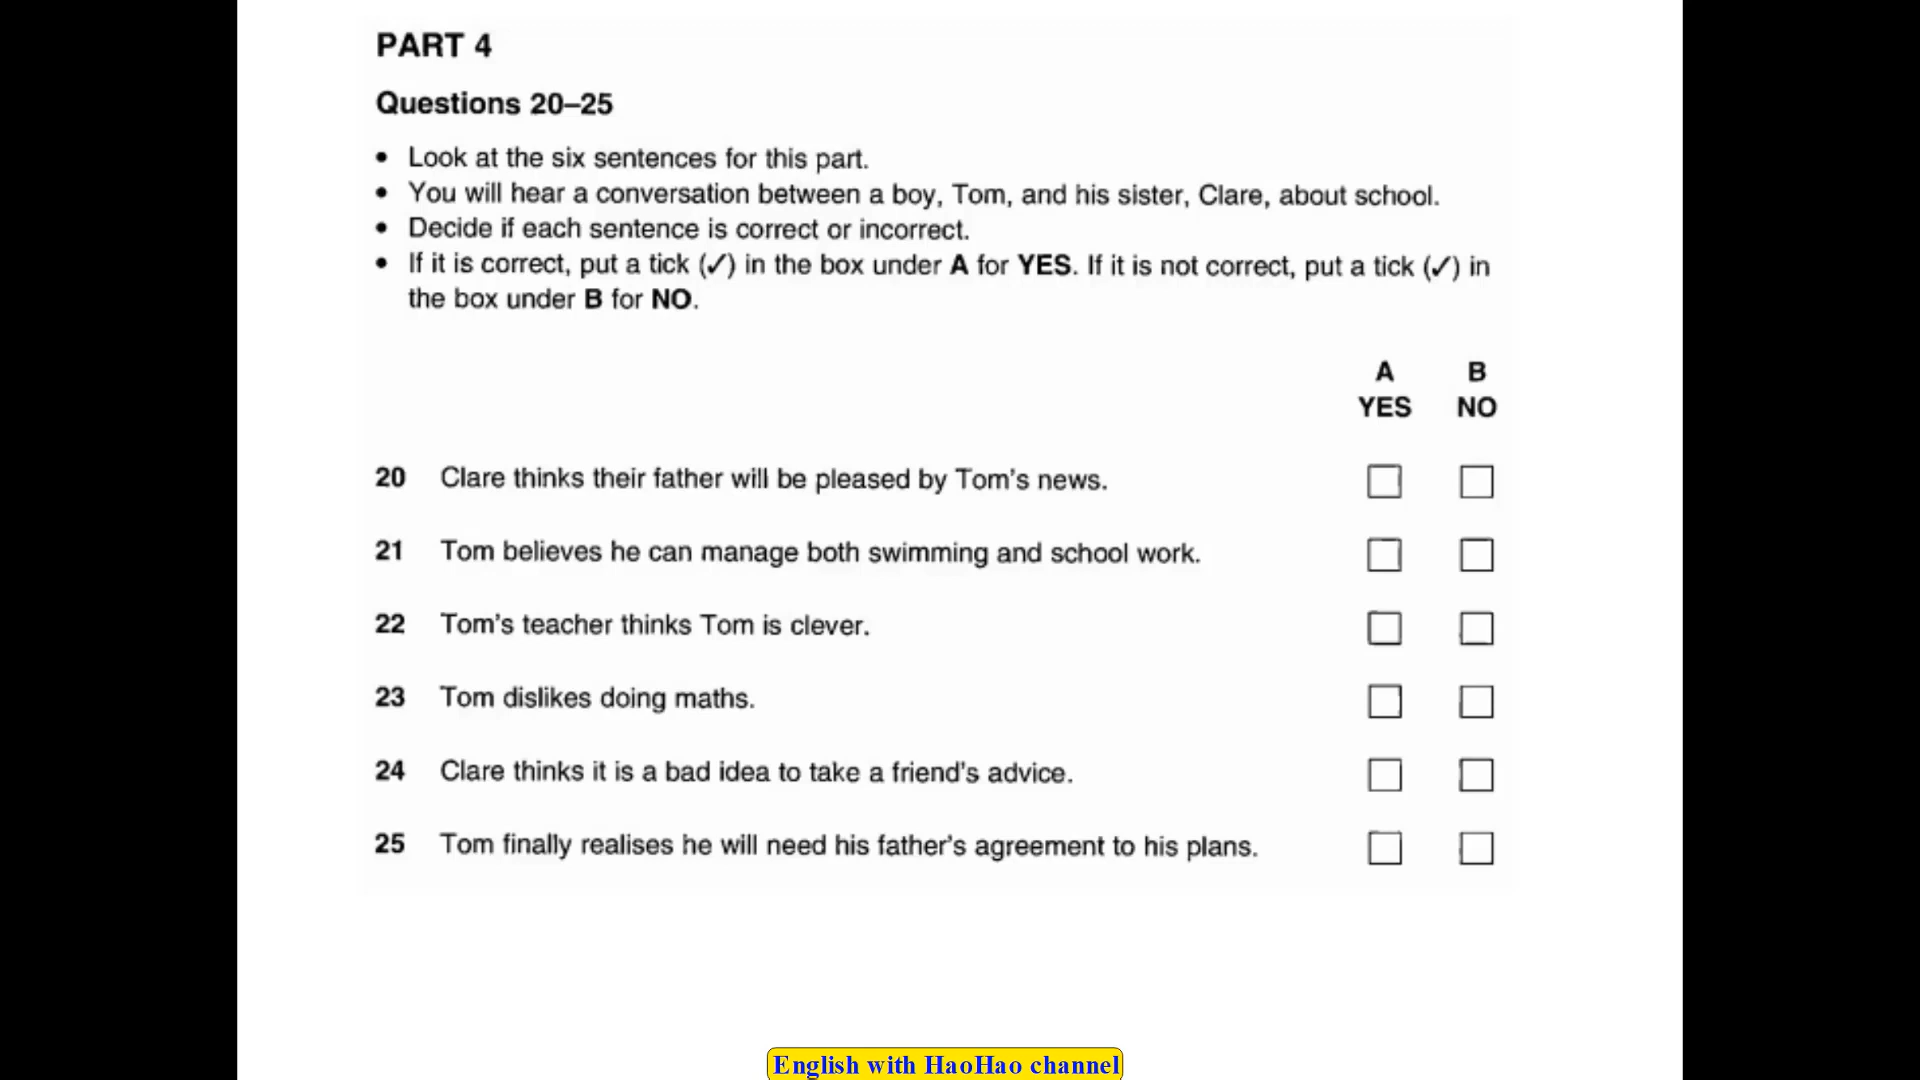 PART 4
Questions 20–25
• Look at the six sentences for this part.
• You will hear a conversation between a boy, Tom, and his sister, Clare, about school.
• Decide if each sentence is correct or incorrect.
• If it is correct, put a tick (✓) in the box under A for YES. If it is not correct, put a tick (✓) in
the box under B for NO.
A B
YES NO
20 Clare thinks their father will be pleased by Tom's news.
21 Tom believes he can manage both swimming and school work.
22 Tom's teacher thinks Tom is clever.
23 Tom dislikes doing maths.
24 Clare thinks it is a bad idea to take a friend's advice.
25 Tom finally realises he will need his father's agreement to his plans.
English with HaoHao channel